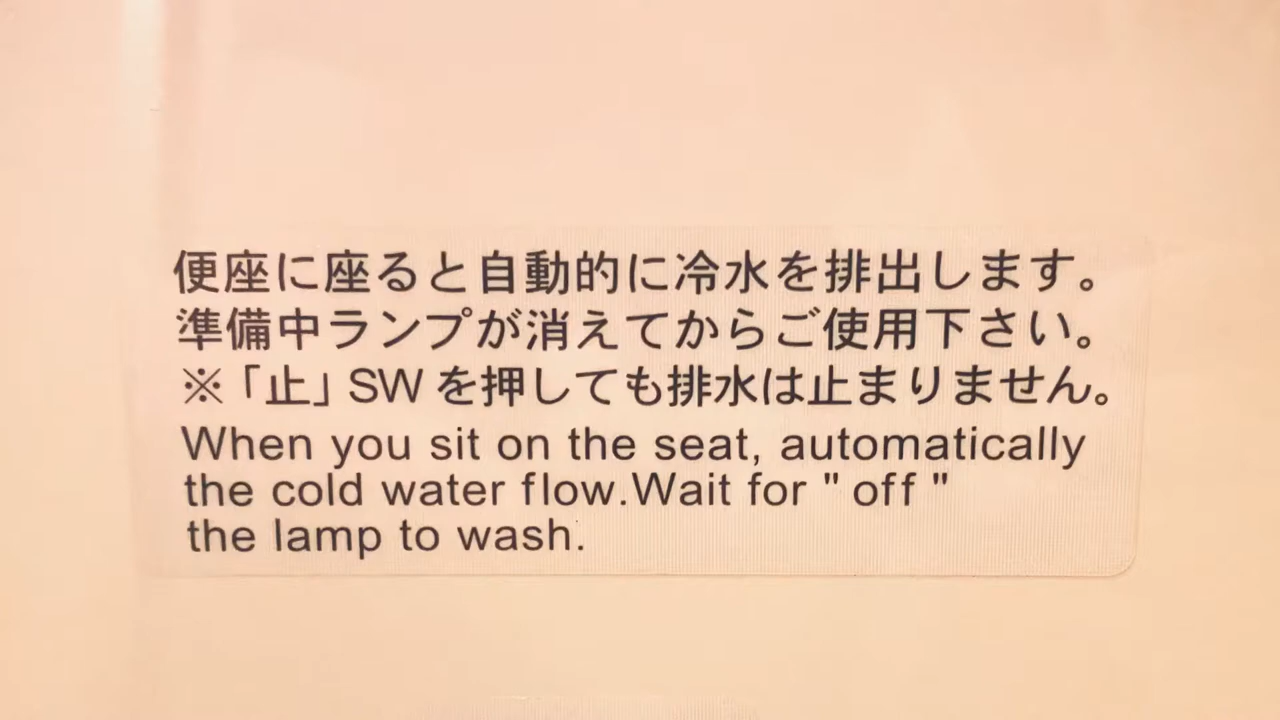 便座に座ると自動的に冷水を排出します。
準備中ランプが消えてからご使用下さい。
※「止」SWを押しても排水は止まりません。
When you sit on the seat, automatically
the cold water flow.Wait for " off "
the lamp to wash.